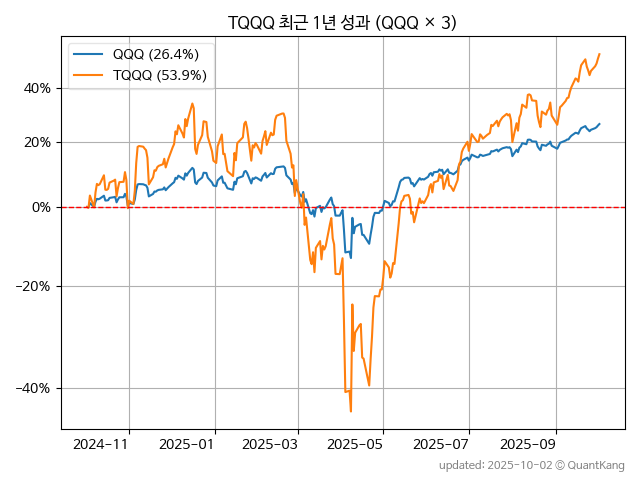 TQQQ 최근 1년 성과 (QQQ × 3)
QQQ (26.4%)
TQQQ (53.9%)
40%
20%
0%
−20%
−40%
2024−11
2025−01
2025−03
2025−05
2025−07
2025−09
updated: 2025-10-02 ⓒ QuantKang